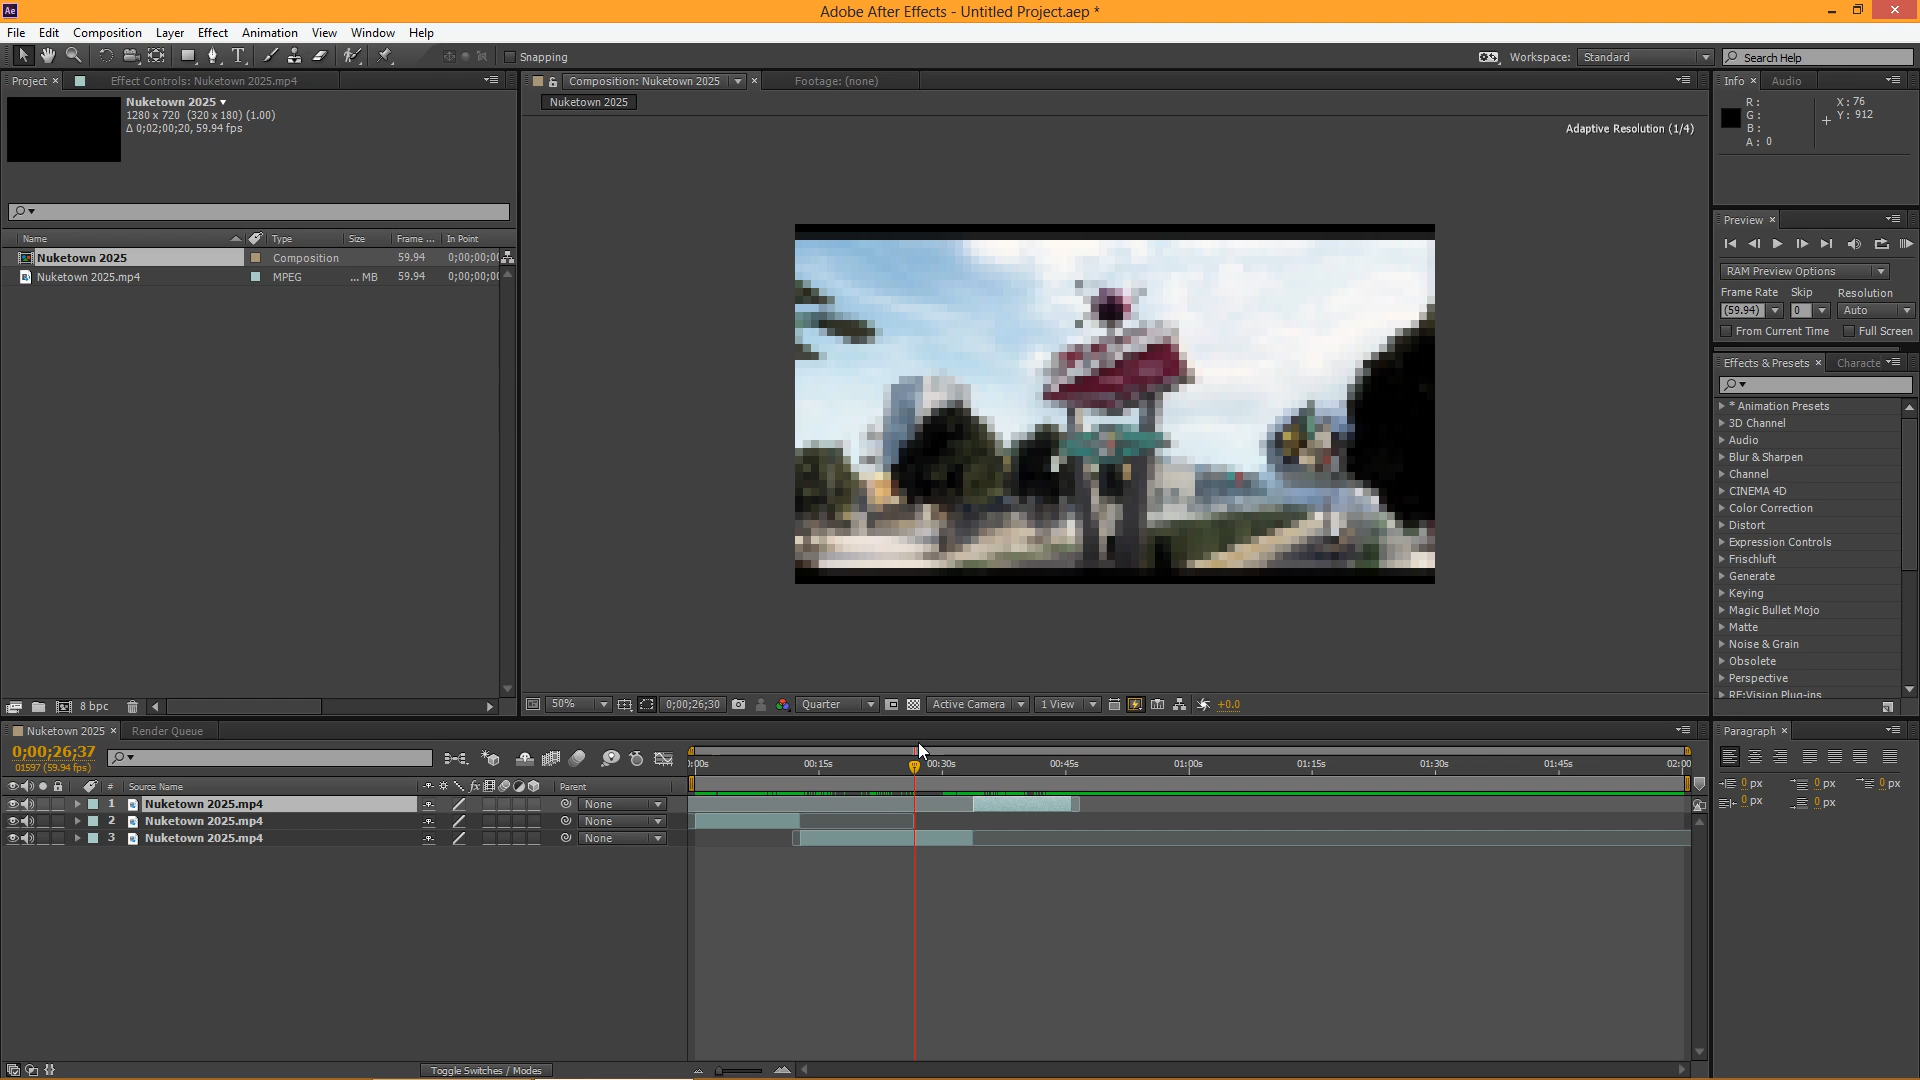 Ae
Adobe After Effects - Untitled Project.aep *
File Edit Composition Layer Effect Animation View Window Help
Snapping
Workspace: Standard
Search Help
Project
Effect Controls: Nuketown 2025.mp4
Composition: Nuketown 2025
Footage: (none)
Info Audio
Nuketown 2025
1280 x 720 (320 x 180) (1.00)
Δ 0;02;00;20, 59.94 fps
Nuketown 2025
Adaptive Resolution (1/4)
R :
G :
B :
A : 0
X : 76
Y : 912
Preview
Name Type Size Frame ... In Point
Nuketown 2025 Composition 59.94 0;00;00;00
Nuketown 2025.mp4 MPEG ... MB 59.94 0;00;00;00
RAM Preview Options
Frame Rate Skip Resolution
(59.94) 0 Auto
From Current Time Full Screen
Effects & Presets Characte
* Animation Presets
3D Channel
Audio
Blur & Sharpen
Channel
CINEMA 4D
Color Correction
Distort
Expression Controls
Frischluft
Generate
Keying
Magic Bullet Mojo
Matte
Noise & Grain
Obsolete
Perspective
RE:Vision Plug-ins
8 bpc
50% 0;00;26;30 Quarter Active Camera 1 View +0.0
Nuketown 2025 Render Queue
Paragraph
0;00;26;37
01597 (59.94 fps)
):00s 00:15s 00:30s 00:45s 01:00s 01:15s 01:30s 01:45s 02:00
# Source Name fx Parent
1 Nuketown 2025.mp4 None
2 Nuketown 2025.mp4 None
3 Nuketown 2025.mp4 None
0 px 0 px 0 px
0 px 0 px
Toggle Switches / Modes